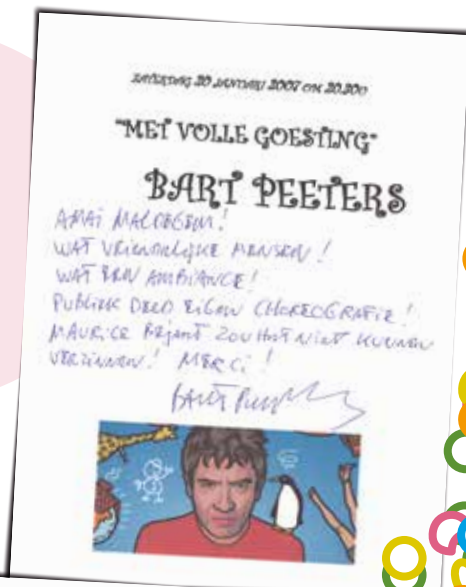 ZATERDAG 20 JANUARI 2007 OM 20.200
"MET VOLLE GOESTING"
BART PEETERS
AMAI MALDEGEM!
WAT VRIENDELIJKE MENSEN!
WAT EEN AMBIANCE!
PUBLIEK DEED EIGEN CHOREOGRAFIE!
MAURICE BEJART ZOU HET NIET KUNNEN
VERZINNEN! MERCI!